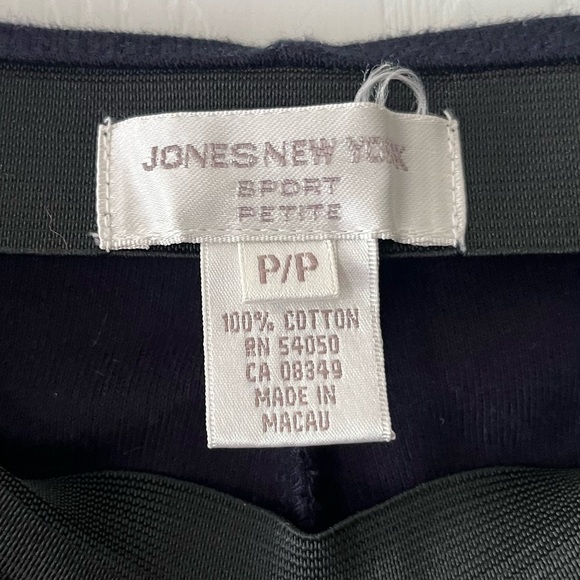 JONES NEW YORK
SPORT
PETITE
P/P
100% COTTON
RN 54050
CA 08349
MADE IN
MACAU